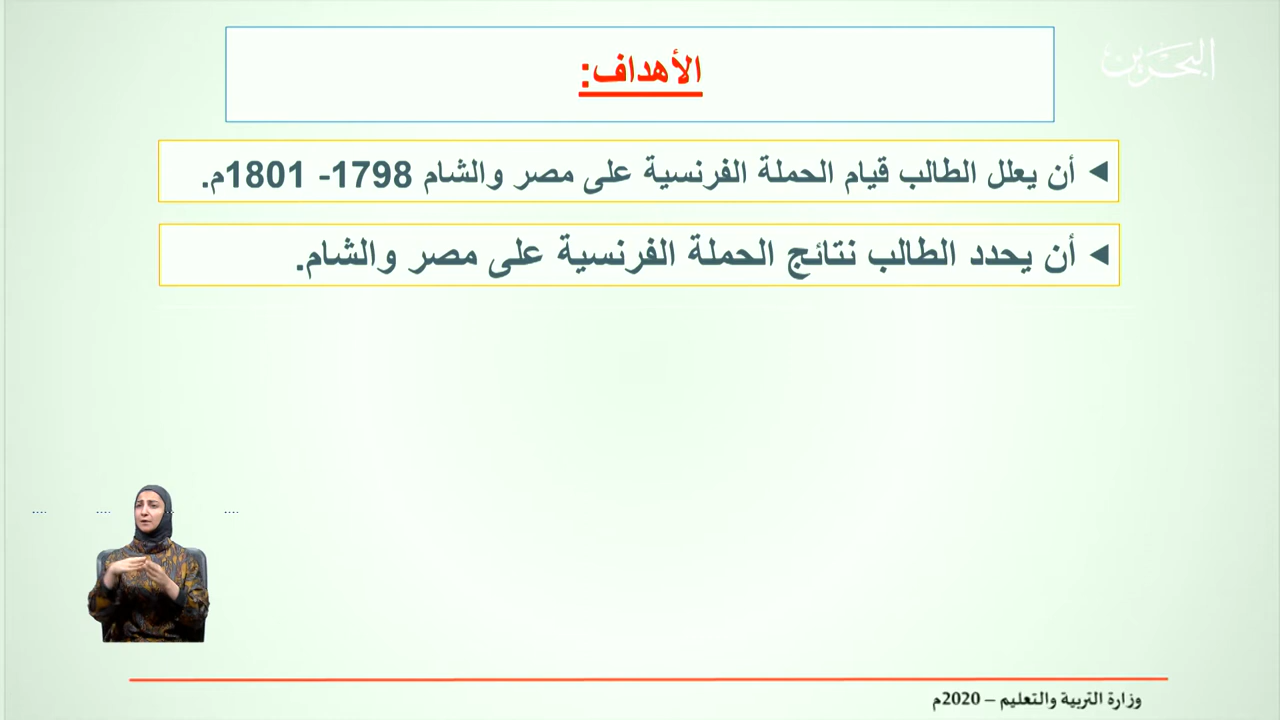 البحرين
الأهداف:
أن يعلل الطالب قيام الحملة الفرنسية على مصر والشام 1798- 1801م.
أن يحدد الطالب نتائج الحملة الفرنسية على مصر والشام.
وزارة التربية والتعليم – 2020م